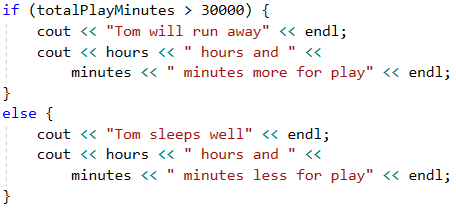 if (totalPlayMinutes > 30000) {
    cout << "Tom will run away" << endl;
    cout << hours << " hours and " <<
        minutes << " minutes more for play" << endl;
}
else {
    cout << "Tom sleeps well" << endl;
    cout << hours << " hours and " <<
        minutes << " minutes less for play" << endl;
}